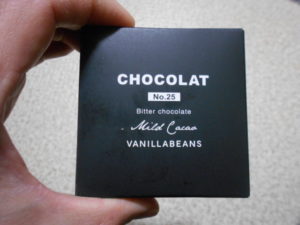 CHOCOLAT
No.25
Bitter chocolate
Mild Cacao
VANILLABEANS